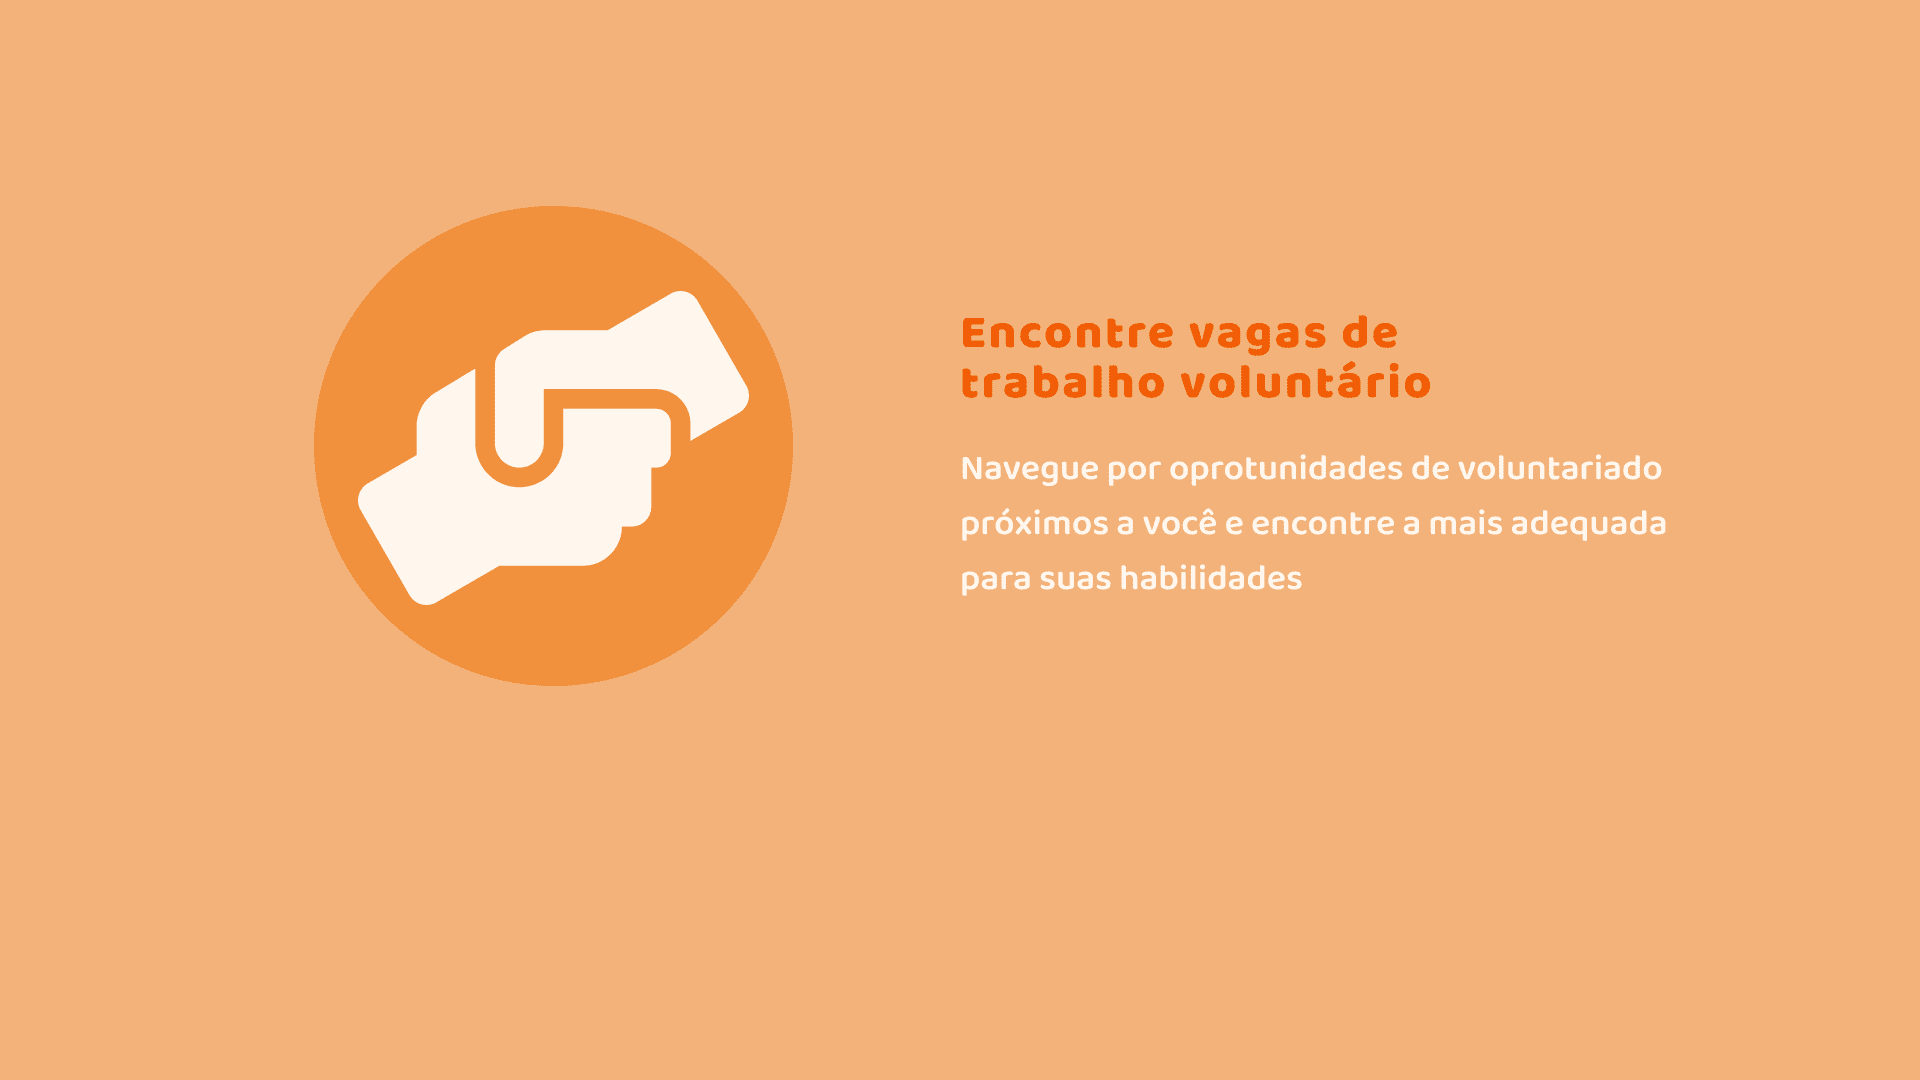 Encontre vagas de
trabalho voluntário
Navegue por oprotunidades de voluntariado
próximos a você e encontre a mais adequada
para suas habilidades